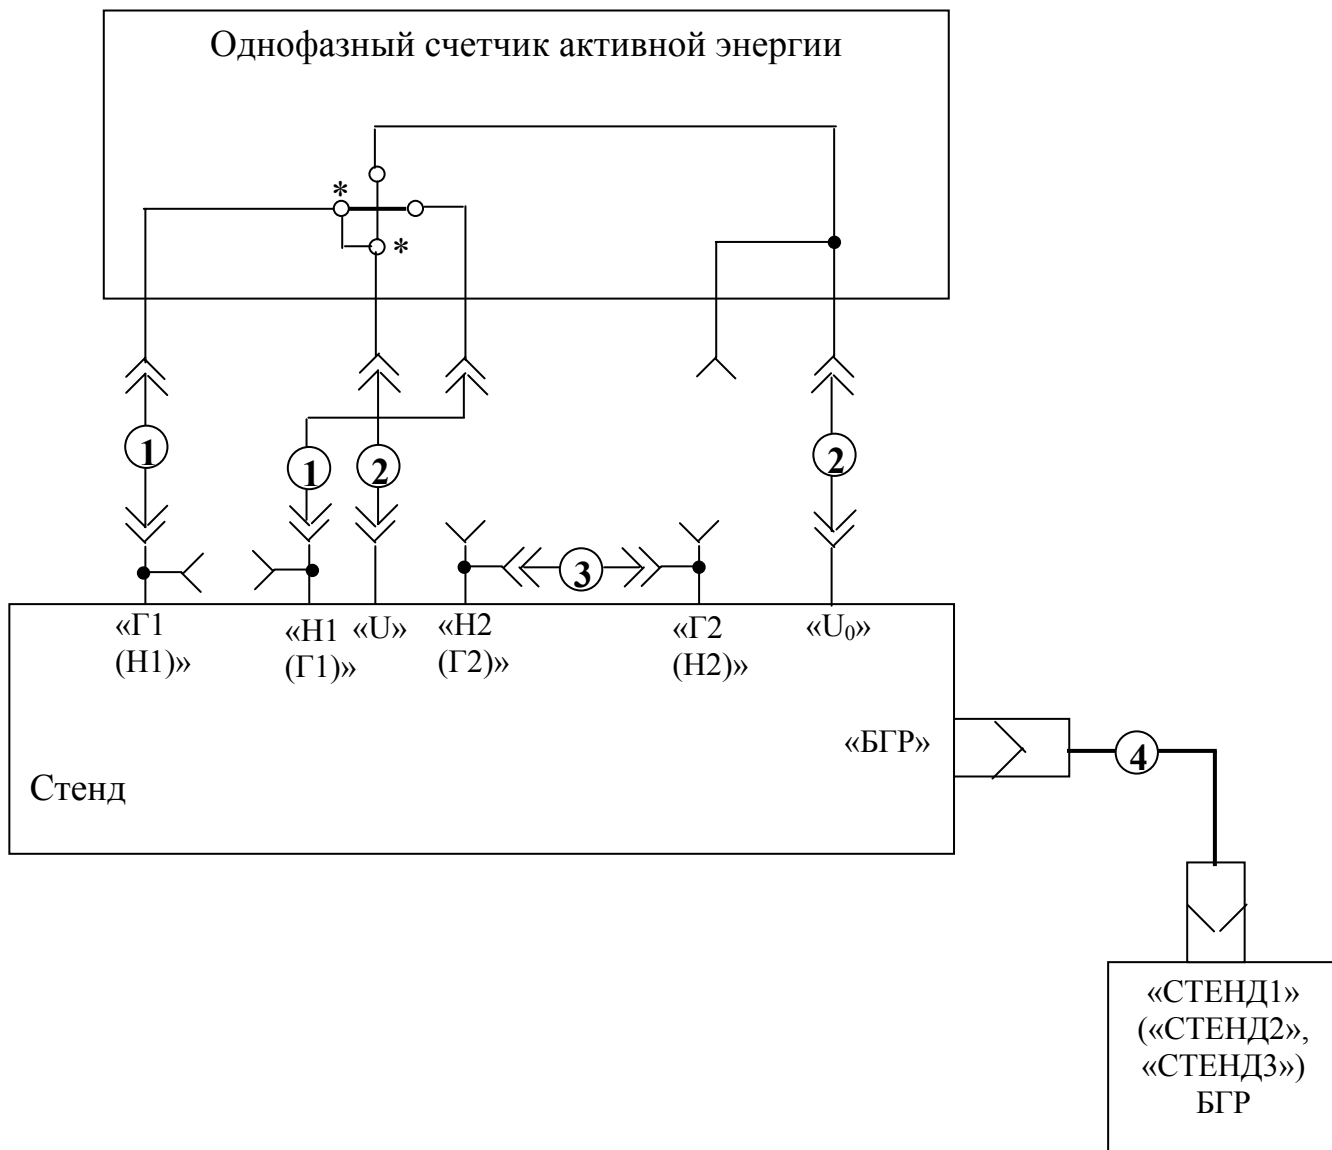 Однофазный счетчик активной энергии
*
*
1
1
2
2
3
«Г1
(Н1)»
«Н1
(Г1)»
«U»
«Н2
(Г2)»
«Г2
(Н2)»
«U₀»
«БГР»
4
Стенд
«СТЕНД1»
(«СТЕНД2»,
«СТЕНД3»)
БГР